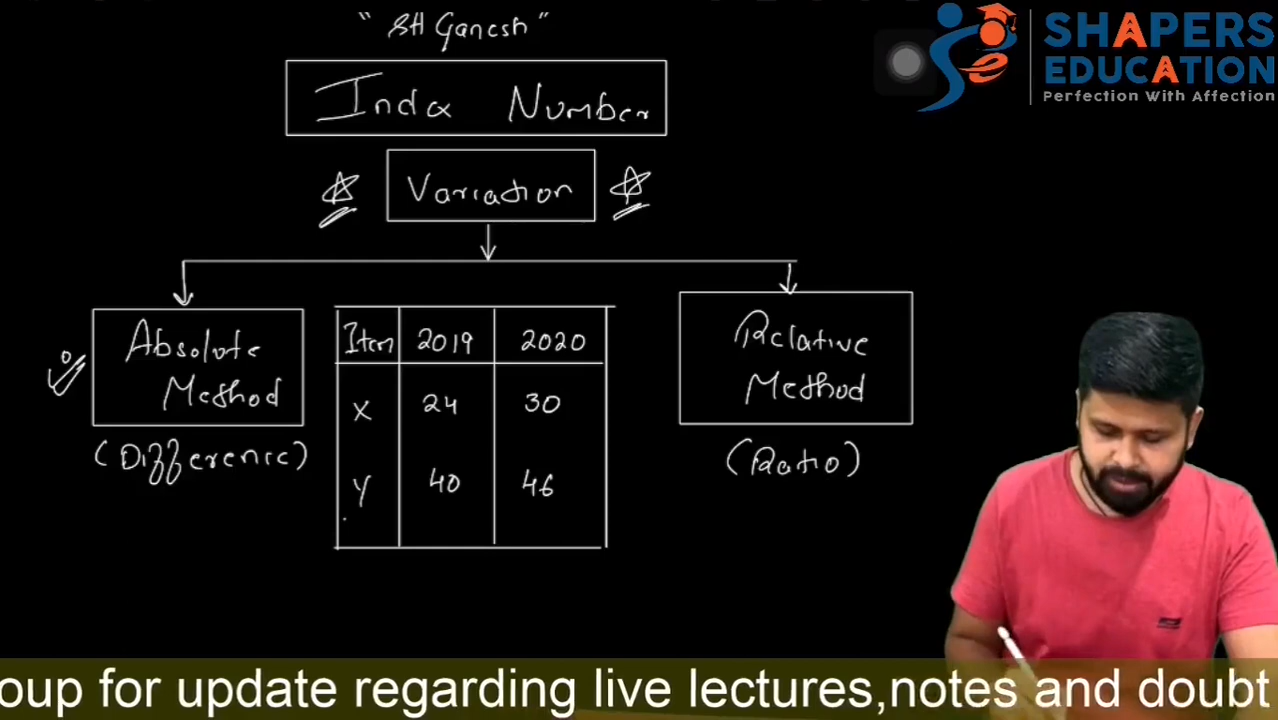 "SH Ganesh"
SHAPERS
EDUCATION
Perfection With Affection
Index Number
Variation
Absolute
Method
(Difference)
Item 2019 2020
X 24 30
Y 40 46
Relative
Method
(Ratio)
oup for update regarding live lectures,notes and doubt